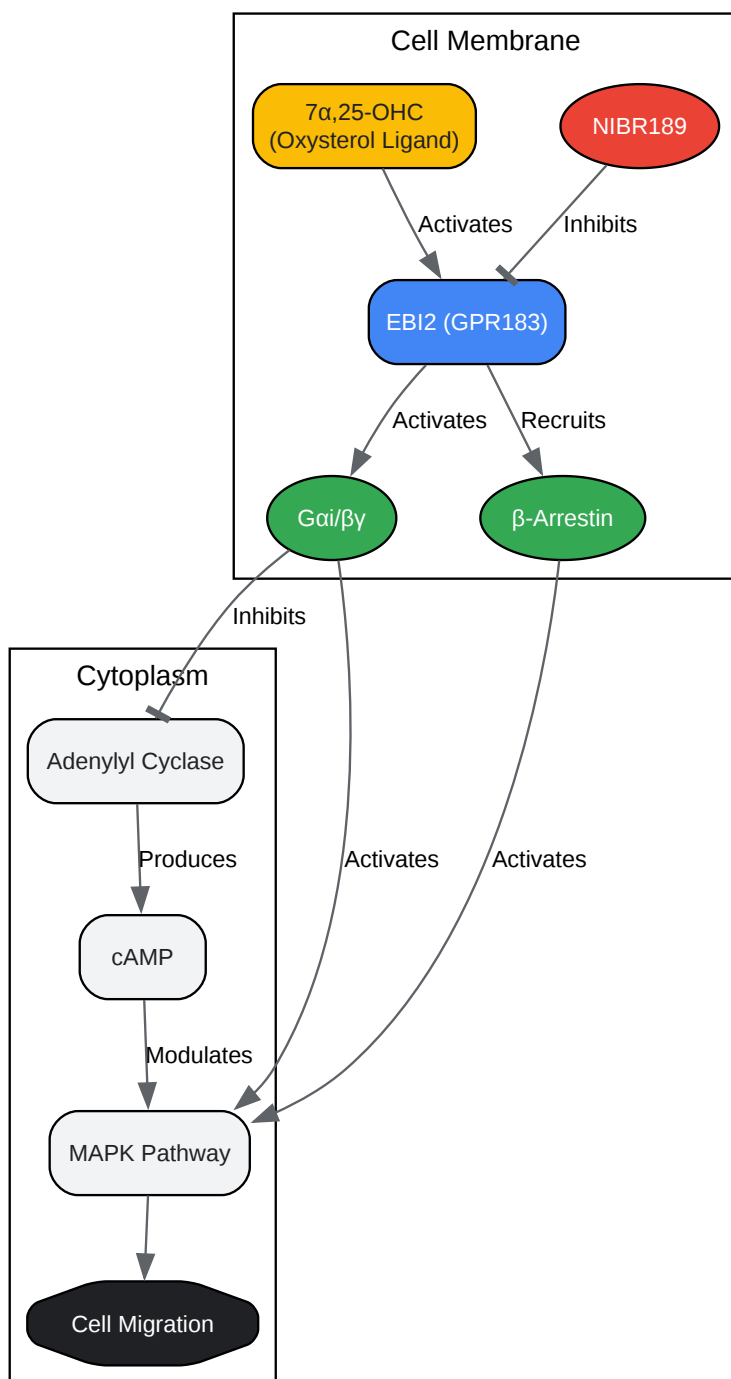 Cell Membrane
7α,25-OHC
(Oxysterol Ligand)
NIBR189
Activates
Inhibits
EBI2 (GPR183)
Activates
Recruits
Gαi/βγ
β-Arrestin
Inhibits
Cytoplasm
Adenylyl Cyclase
Produces
Activates
Activates
cAMP
Modulates
MAPK Pathway
Cell Migration